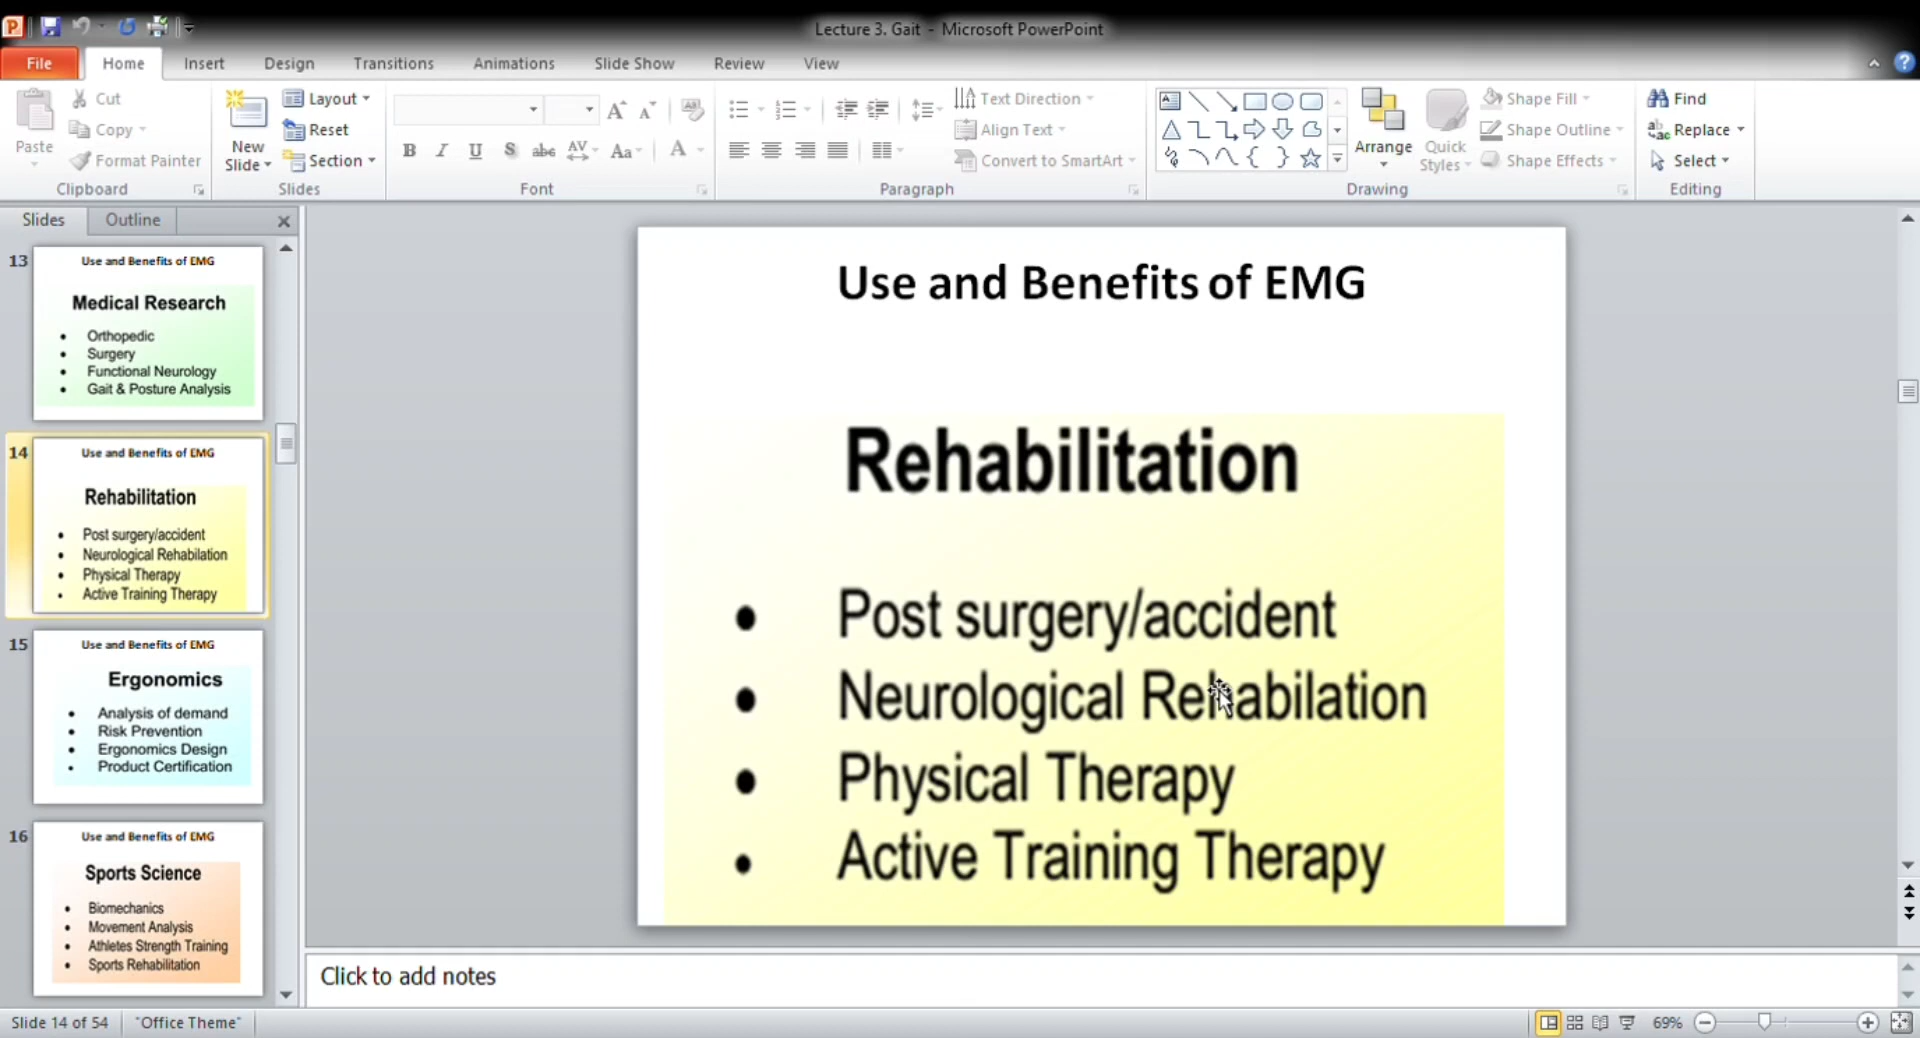 Lecture 3. Gait - Microsoft PowerPoint
File Home Insert Design Transitions Animations Slide Show Review View
Cut
Copy
Format Painter
Paste
Clipboard
New Slide
Layout
Reset
Section
Slides
Font
Text Direction
Align Text
Convert to SmartArt
Paragraph
Arrange
Quick Styles
Shape Fill
Shape Outline
Shape Effects
Drawing
Find
Replace
Select
Editing
Slides Outline
13
Use and Benefits of EMG
Medical Research
• Orthopedic
• Surgery
• Functional Neurology
• Gait & Posture Analysis
14
Use and Benefits of EMG
Rehabilitation
• Post surgery/accident
• Neurological Rehabilation
• Physical Therapy
• Active Training Therapy
15
Use and Benefits of EMG
Ergonomics
• Analysis of demand
• Risk Prevention
• Ergonomics Design
• Product Certification
16
Use and Benefits of EMG
Sports Science
• Biomechanics
• Movement Analysis
• Athletes Strength Training
• Sports Rehabilitation
Use and Benefits of EMG
Rehabilitation
• Post surgery/accident
• Neurological Rehabilation
• Physical Therapy
• Active Training Therapy
Click to add notes
Slide 14 of 54 "Office Theme" 69%